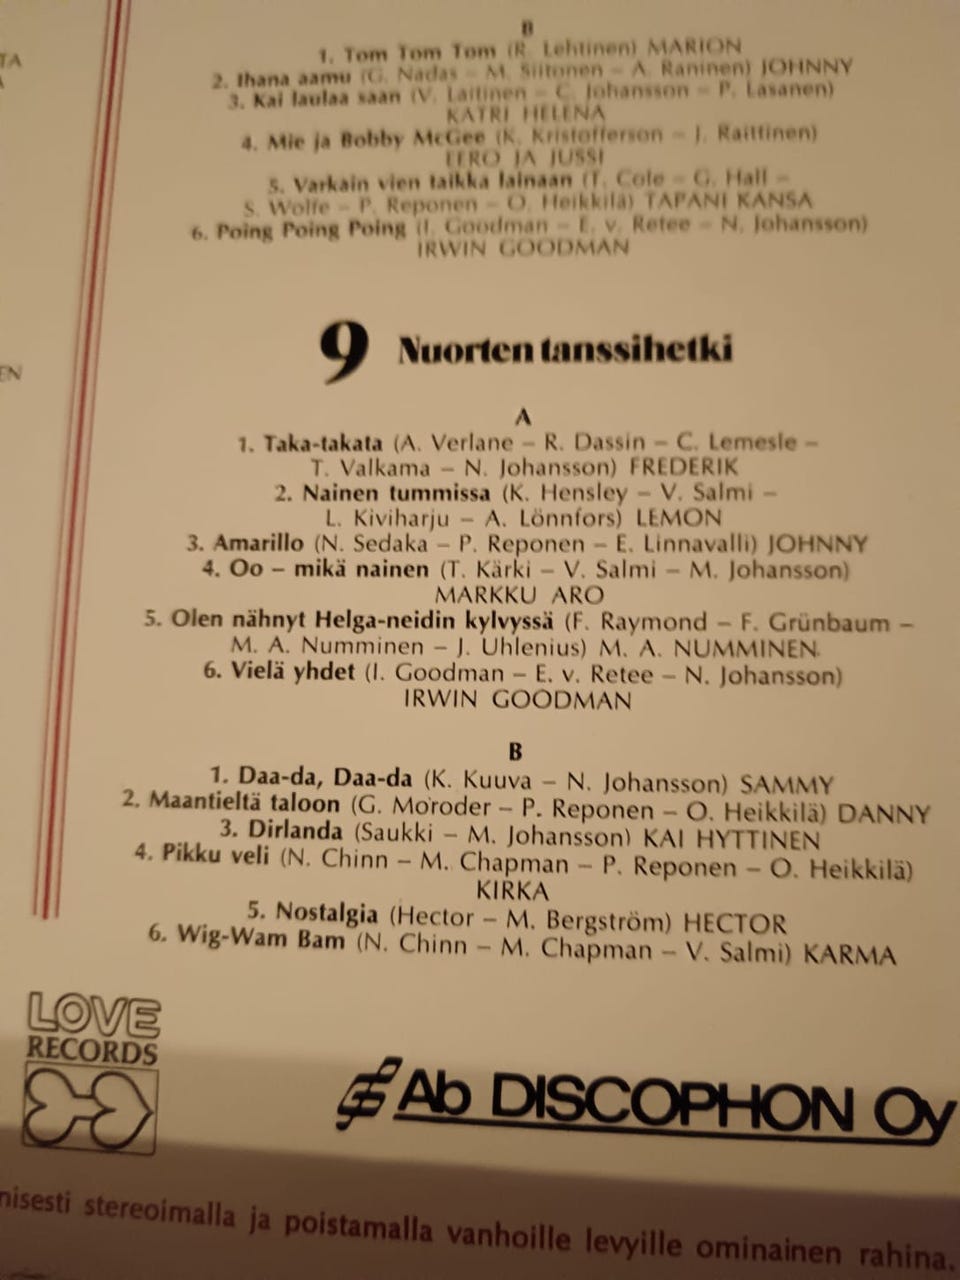 TA
B
1. Tom Tom Tom (R. Lehtinen) MARION
2. Ihana aamu (G. Nadas – M. Siitonen – A. Raninen) JOHNNY
3. Kai laulaa saan (V. Laitinen – C. Johansson – P. Lasanen)
KATRI HELENA
4. Mie ja Bobby McGee (K. Kristofferson – J. Raittinen)
EERO JA JUSSI
5. Varkain vien taikka lainaan (T. Cole – G. Hall –
S. Wolfe – P. Reponen – O. Heikkilä) TAPANI KANSA
6. Poing Poing Poing (I. Goodman – E. v. Retee – N. Johansson)
IRWIN GOODMAN
EN
9 Nuorten tanssihetki
A
1. Taka-takata (A. Verlane – R. Dassin – C. Lemesle –
T. Valkama – N. Johansson) FREDERIK
2. Nainen tummissa (K. Hensley – V. Salmi –
L. Kiviharju – A. Lönnfors) LEMON
3. Amarillo (N. Sedaka – P. Reponen – E. Linnavalli) JOHNNY
4. Oo – mikä nainen (T. Kärki – V. Salmi – M. Johansson)
MARKKU ARO
5. Olen nähnyt Helga-neidin kylvyssä (F. Raymond – F. Grünbaum –
M. A. Numminen – J. Uhlenius) M. A. NUMMINEN
6. Vielä yhdet (I. Goodman – E. v. Retee – N. Johansson)
IRWIN GOODMAN
B
1. Daa-da, Daa-da (K. Kuuva – N. Johansson) SAMMY
2. Maantieltä taloon (G. Moroder – P. Reponen – O. Heikkilä) DANNY
3. Dirlanda (Saukki – M. Johansson) KAI HYTTINEN
4. Pikku veli (N. Chinn – M. Chapman – P. Reponen – O. Heikkilä)
KIRKA
5. Nostalgia (Hector – M. Bergström) HECTOR
6. Wig-Wam Bam (N. Chinn – M. Chapman – V. Salmi) KARMA
LOVE
RECORDS
Ab DISCOPHON Oy
nisesti stereoimalla ja poistamalla vanhoille levyille ominainen rahina.